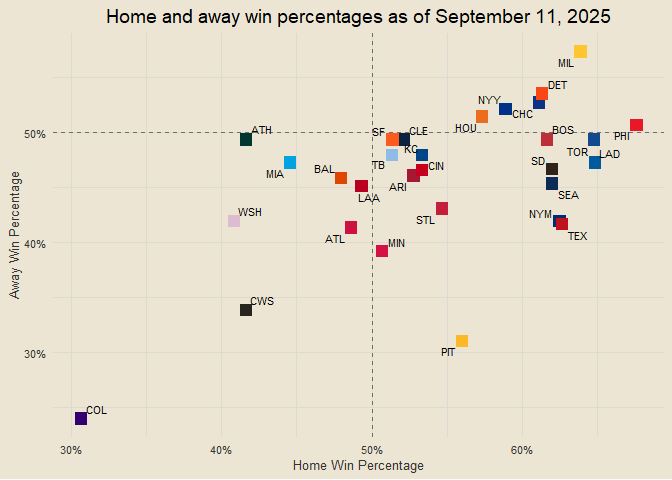 Home and away win percentages as of September 11, 2025
MIL
DET
NYY
CHC
HOU
PHI
50%
ATH
SF
CLE
BOS
TOR
LAD
KC
TB
MIA
BAL
CIN
SD
ARI
LAA
SEA
WSH
STL
NYM
TEX
ATL
MIN
40%
CWS
30%
PIT
COL
30%
40%
50%
60%
Home Win Percentage
Away Win Percentage